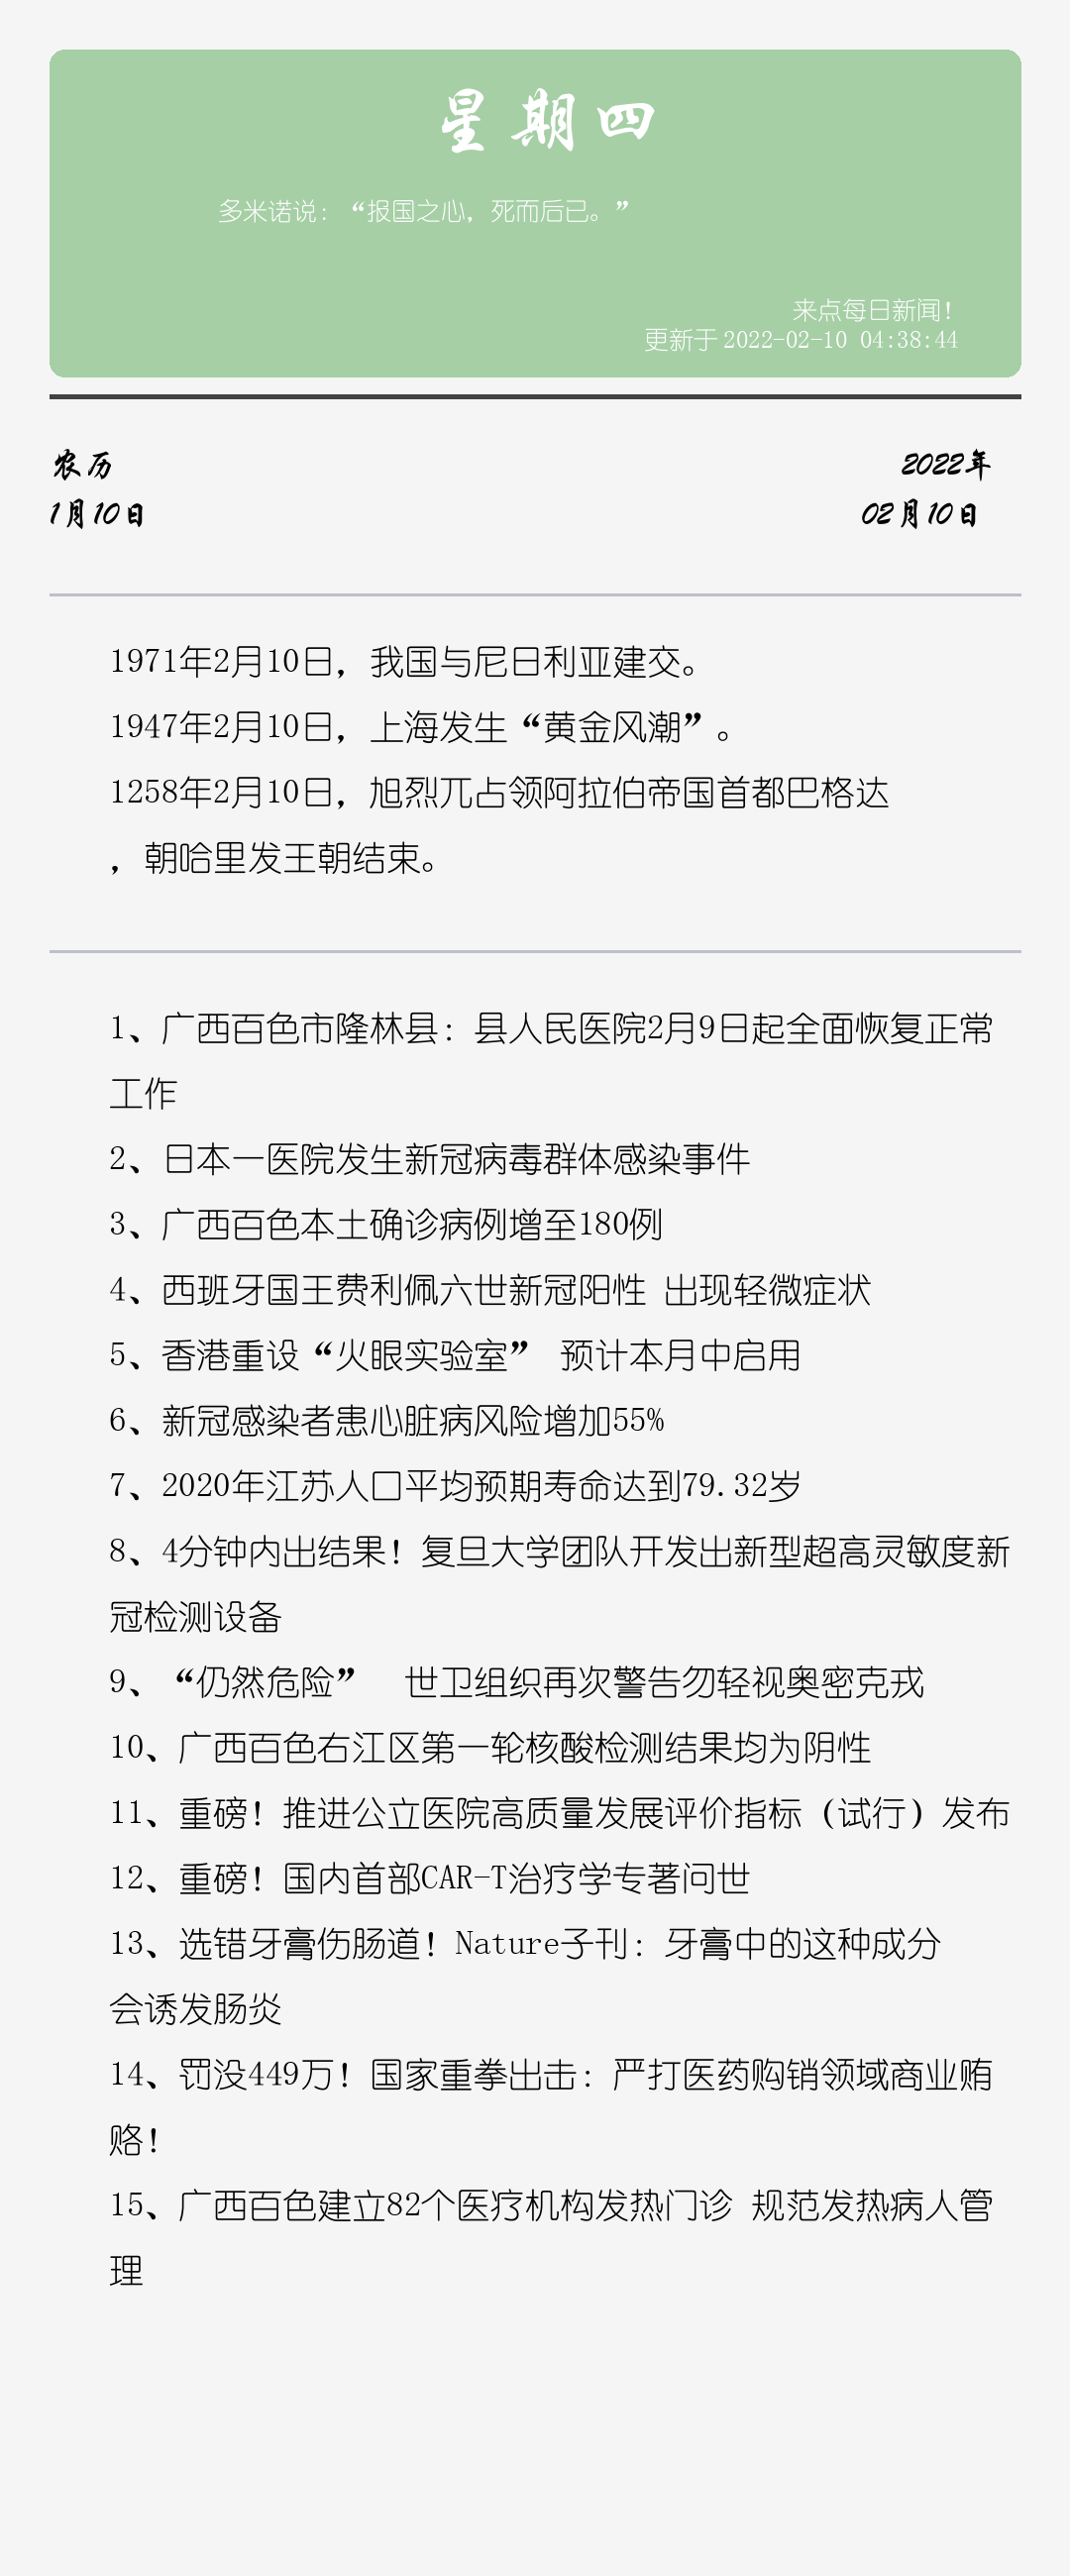 星期四
多米诺说：“报国之心，死而后已。”
来点每日新闻！
更新于2022-02-10 04:38:44
农历
2022年
1月10日
02月10日
1971年2月10日，我国与尼日利亚建交。
1947年2月10日，上海发生“黄金风潮”。
1258年2月10日，旭烈兀占领阿拉伯帝国首都巴格达
，朝哈里发王朝结束。
1、广西百色市隆林县：县人民医院2月9日起全面恢复正常
工作
2、日本一医院发生新冠病毒群体感染事件
3、广西百色本土确诊病例增至180例
4、西班牙国王费利佩六世新冠阳性 出现轻微症状
5、香港重设“火眼实验室” 预计本月中启用
6、新冠感染者患心脏病风险增加55%
7、2020年江苏人口平均预期寿命达到79.32岁
8、4分钟内出结果！复旦大学团队开发出新型超高灵敏度新
冠检测设备
9、“仍然危险”  世卫组织再次警告勿轻视奥密克戎
10、广西百色右江区第一轮核酸检测结果均为阴性
11、重磅！推进公立医院高质量发展评价指标（试行）发布
12、重磅！国内首部CAR-T治疗学专著问世
13、选错牙膏伤肠道！Nature子刊：牙膏中的这种成分
会诱发肠炎
14、罚没449万！国家重拳出击：严打医药购销领域商业贿
赂！
15、广西百色建立82个医疗机构发热门诊 规范发热病人管
理